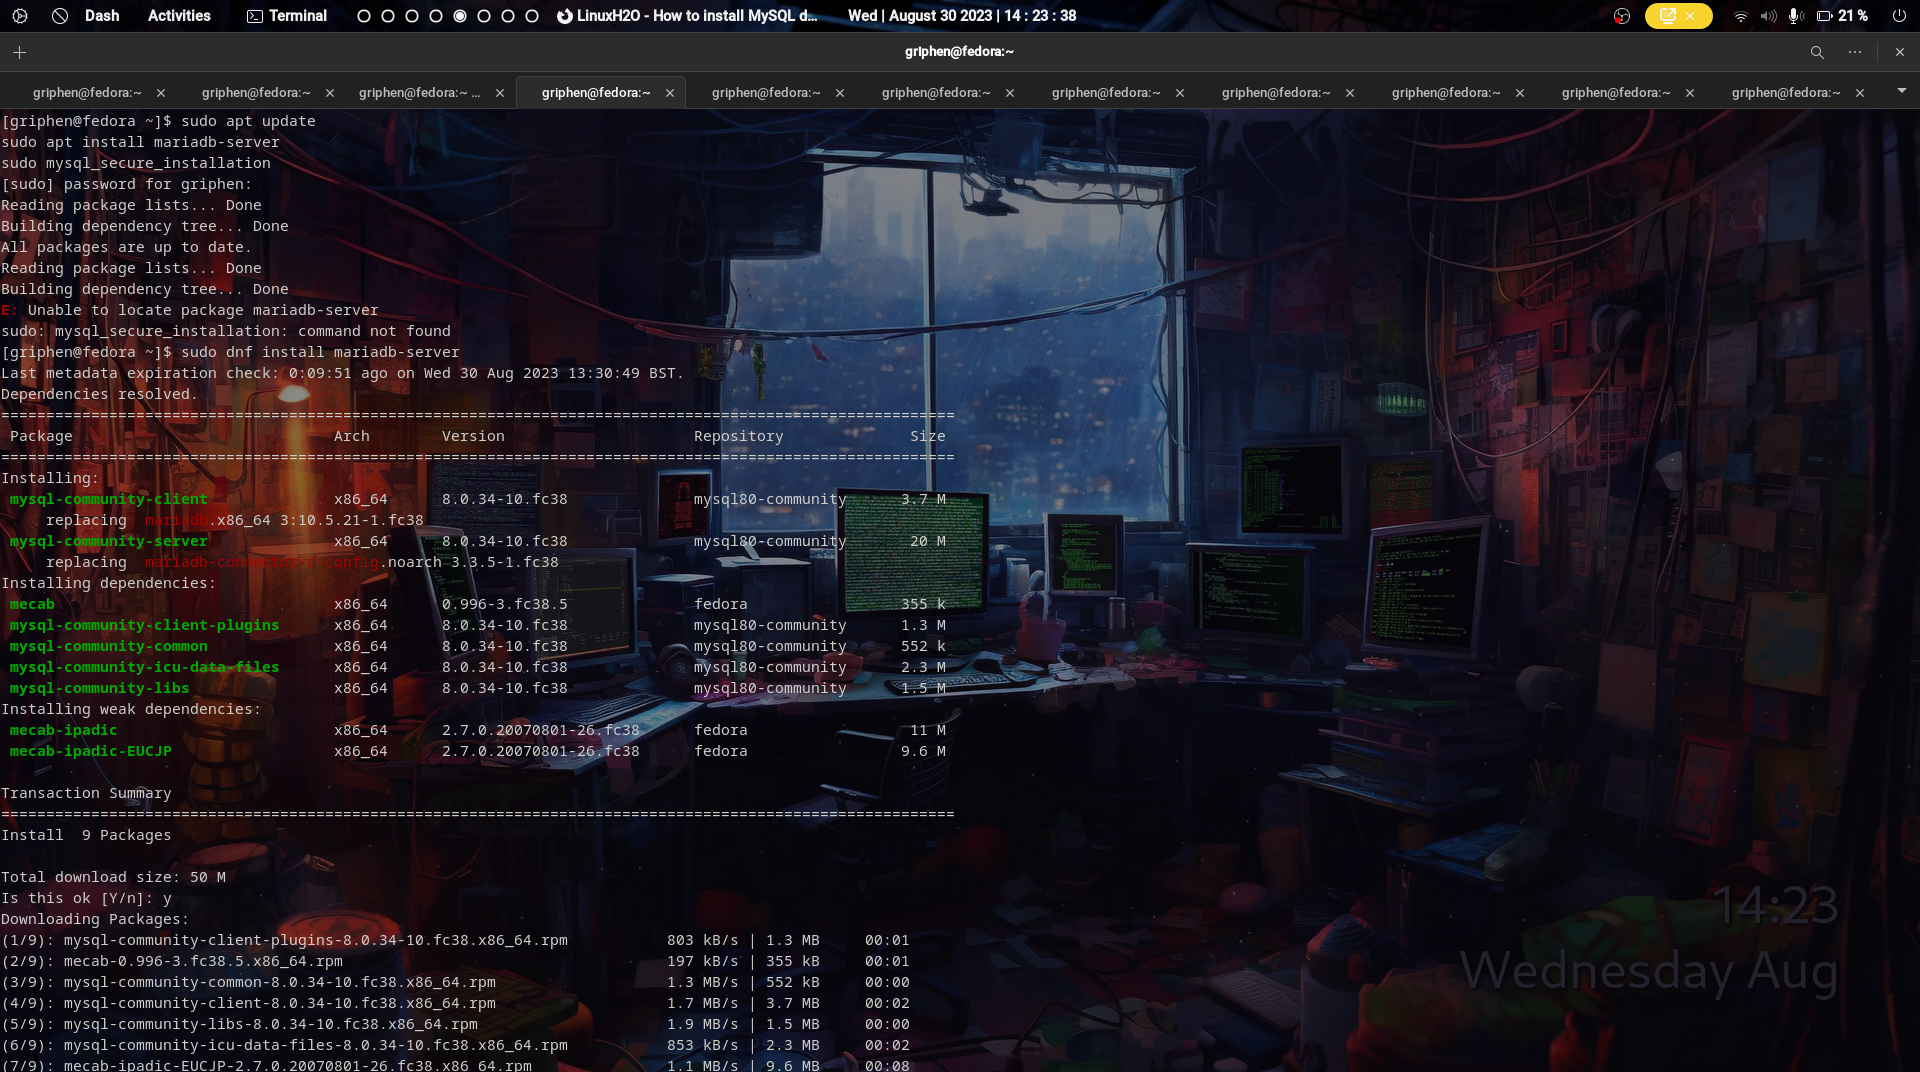 Dash Activities Terminal LinuxH2O - How to install MySQL d... Wed | August 30 2023 | 14 : 23 : 38 21 %
griphen@fedora:~
griphen@fedora:~ griphen@fedora:~ griphen@fedora:~ ... griphen@fedora:~ griphen@fedora:~ griphen@fedora:~ griphen@fedora:~ griphen@fedora:~ griphen@fedora:~ griphen@fedora:~ griphen@fedora:~
[griphen@fedora ~]$ sudo apt update
sudo apt install mariadb-server
sudo mysql_secure_installation
[sudo] password for griphen:
Reading package lists... Done
Building dependency tree... Done
All packages are up to date.
Reading package lists... Done
Building dependency tree... Done
E: Unable to locate package mariadb-server
sudo: mysql_secure_installation: command not found
[griphen@fedora ~]$ sudo dnf install mariadb-server
Last metadata expiration check: 0:09:51 ago on Wed 30 Aug 2023 13:30:49 BST.
Dependencies resolved.
==========================================================================================================
Package Arch Version Repository Size
==========================================================================================================
Installing:
mysql-community-client x86_64 8.0.34-10.fc38 mysql80-community 3.7 M
replacing mariadb.x86_64 3:10.5.21-1.fc38
mysql-community-server x86_64 8.0.34-10.fc38 mysql80-community 20 M
replacing mariadb-connector-c-config.noarch 3.3.5-1.fc38
Installing dependencies:
mecab x86_64 0.996-3.fc38.5 fedora 355 k
mysql-community-client-plugins x86_64 8.0.34-10.fc38 mysql80-community 1.3 M
mysql-community-common x86_64 8.0.34-10.fc38 mysql80-community 552 k
mysql-community-icu-data-files x86_64 8.0.34-10.fc38 mysql80-community 2.3 M
mysql-community-libs x86_64 8.0.34-10.fc38 mysql80-community 1.5 M
Installing weak dependencies:
mecab-ipadic x86_64 2.7.0.20070801-26.fc38 fedora 11 M
mecab-ipadic-EUCJP x86_64 2.7.0.20070801-26.fc38 fedora 9.6 M
Transaction Summary
==========================================================================================================
Install 9 Packages
Total download size: 50 M
Is this ok [Y/n]: y
Downloading Packages:
(1/9): mysql-community-client-plugins-8.0.34-10.fc38.x86_64.rpm 803 kB/s | 1.3 MB 00:01
(2/9): mecab-0.996-3.fc38.5.x86_64.rpm 197 kB/s | 355 kB 00:01
(3/9): mysql-community-common-8.0.34-10.fc38.x86_64.rpm 1.3 MB/s | 552 kB 00:00
(4/9): mysql-community-client-8.0.34-10.fc38.x86_64.rpm 1.7 MB/s | 3.7 MB 00:02
(5/9): mysql-community-libs-8.0.34-10.fc38.x86_64.rpm 1.9 MB/s | 1.5 MB 00:00
(6/9): mysql-community-icu-data-files-8.0.34-10.fc38.x86_64.rpm 853 kB/s | 2.3 MB 00:02
(7/9): mecab-ipadic-EUCJP-2.7.0.20070801-26.fc38.x86_64.rpm 1.1 MB/s | 9.6 MB 00:08
14:23
Wednesday Aug